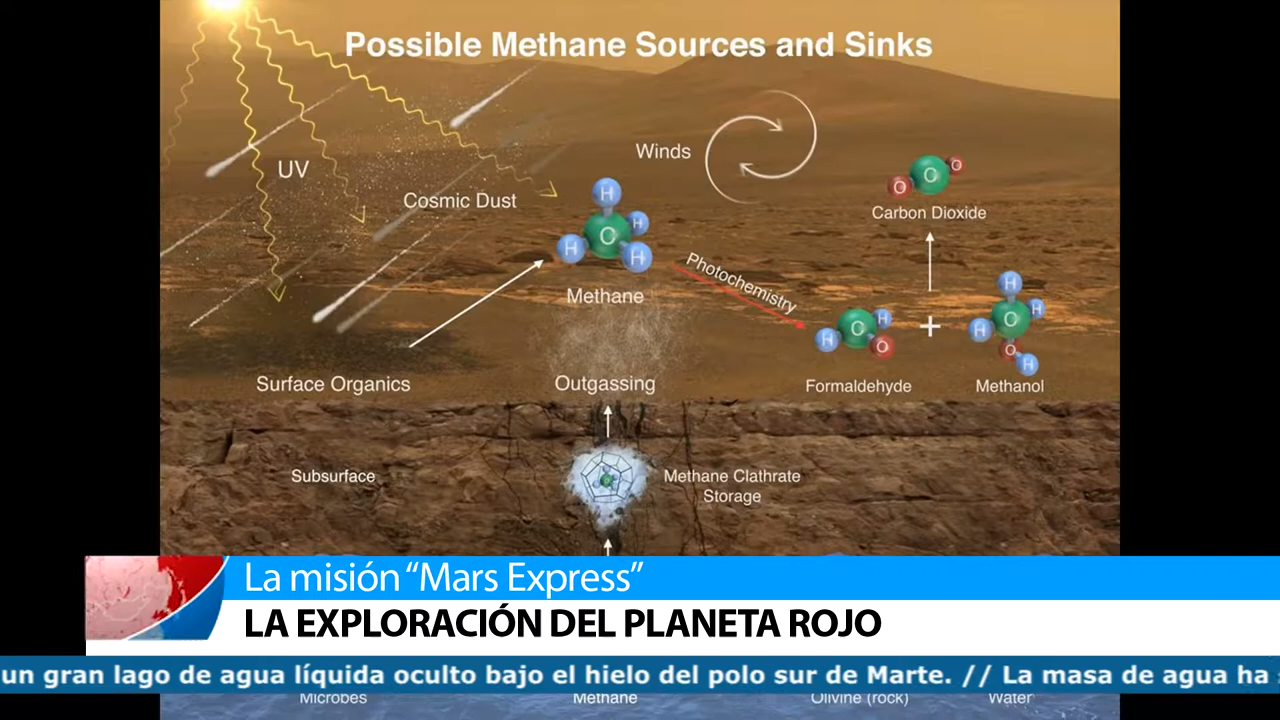 Possible Methane Sources and Sinks
UV
Winds
Cosmic Dust
H
H
C
H
H
Methane
O
C
O
Carbon Dioxide
Photochemistry
H
C
H
O
Formaldehyde
+
H
H
C
H
O
H
Methanol
Surface Organics
Outgassing
Subsurface
Methane Clathrate
Storage
La misión “Mars Express”
LA EXPLORACIÓN DEL PLANETA ROJO
un gran lago de agua líquida oculto bajo el hielo del polo sur de Marte. // La masa de agua ha
Microbes
Methane
Olivine (rock)
Water